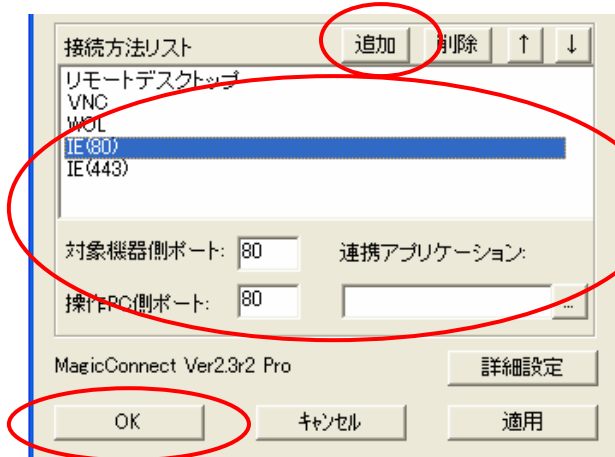 接続方法リスト 追加 削除 ↑ ↓
リモートデスクトップ
VNC
WOL
IE(80)
IE(443)
対象機器側ポート: 80 連携アプリケーション:
操作PC側ポート: 80 ...
MagicConnect Ver2.3r2 Pro 詳細設定
OK キャンセル 適用